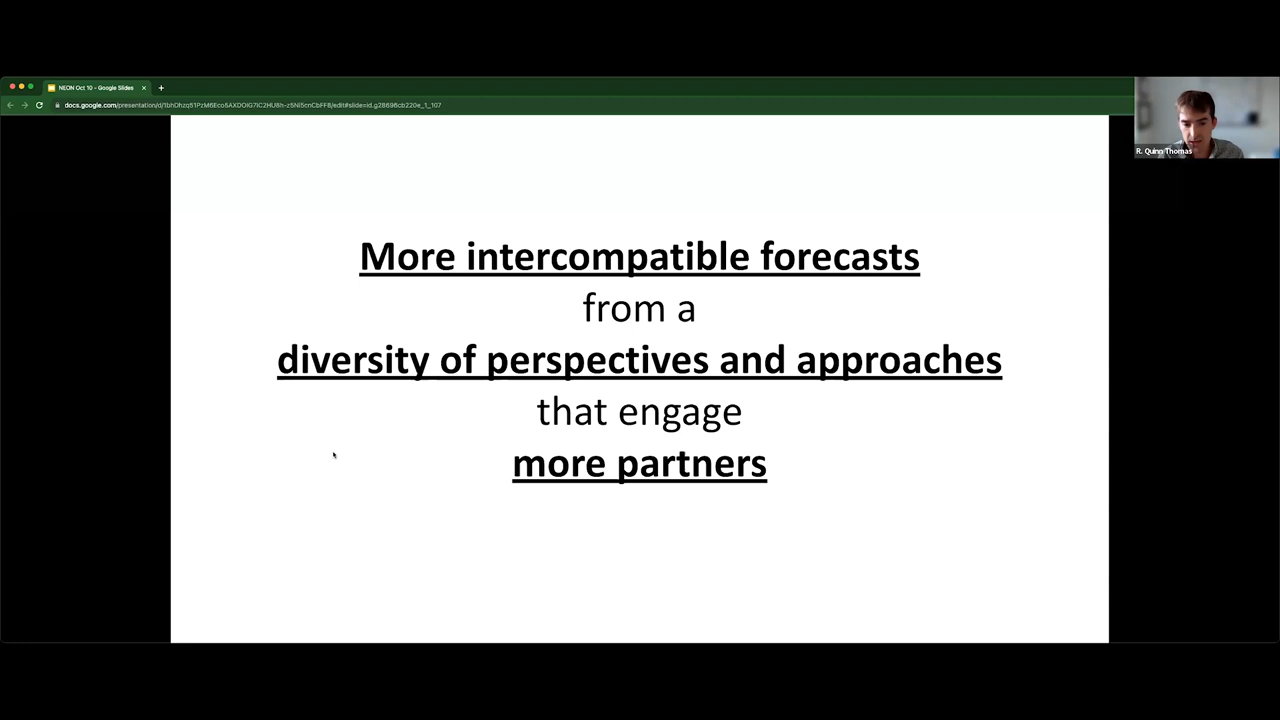 NEON Oct 10 - Google Slides
R. Quinn Thomas
More intercompatible forecasts
from a
diversity of perspectives and approaches
that engage
more partners